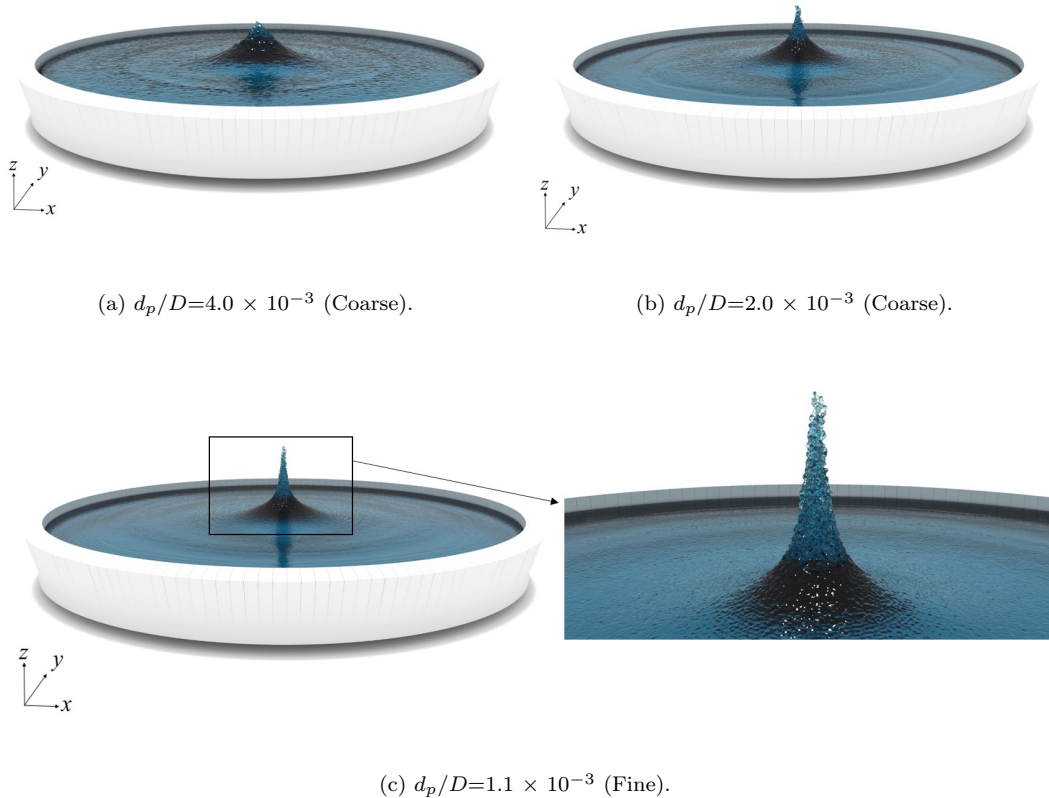 z
y
x
z
y
x
(a) d_p/D=4.0 × 10⁻³ (Coarse).
(b) d_p/D=2.0 × 10⁻³ (Coarse).
z
y
x
(c) d_p/D=1.1 × 10⁻³ (Fine).